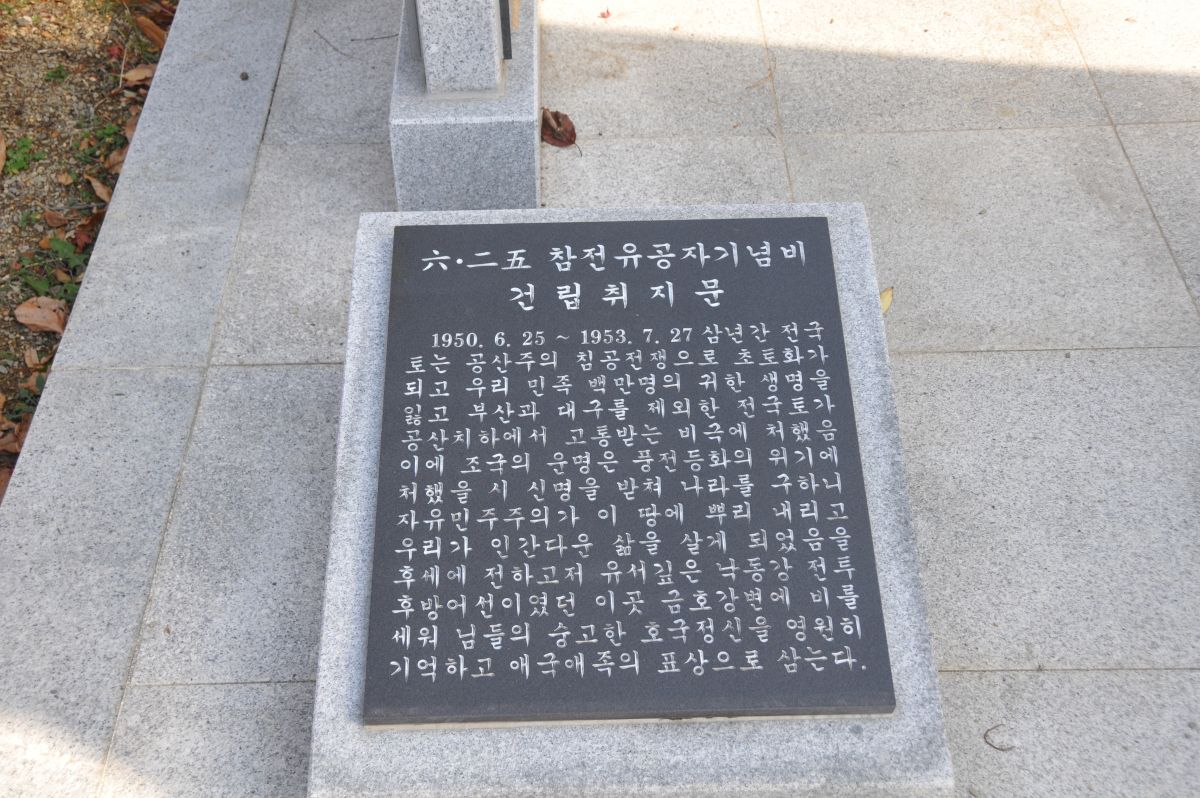 六·二五 참전유공자기념비
건립취지문
1950. 6. 25 ~ 1953. 7. 27 삼년간 전국
토는 공산주의 침공전쟁으로 초토화가
되고 우리 민족 백만명의 귀한 생명을
잃고 부산과 대구를 제외한 전국토가
공산치하에서 고통받는 비극에 처했음
이에 조국의 운명은 풍전등화의 위기에
처했을 시 신명을 받쳐 나라를 구하니
자유민주주의가 이 땅에 뿌리 내리고
우리가 인간다운 삶을 살게 되었음을
후세에 전하고저 유서깊은 낙동강 전투
후방어선이였던 이곳 금호강변에 비를
세워 님들의 숭고한 호국정신을 영원히
기억하고 애국애족의 표상으로 삼는다.